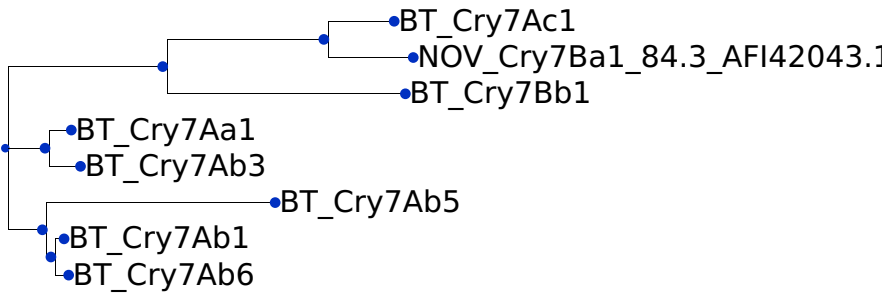 BT_Cry7Ac1
NOV_Cry7Ba1_84.3_AFI42043.1
BT_Cry7Bb1
BT_Cry7Aa1
BT_Cry7Ab3
BT_Cry7Ab5
BT_Cry7Ab1
BT_Cry7Ab6